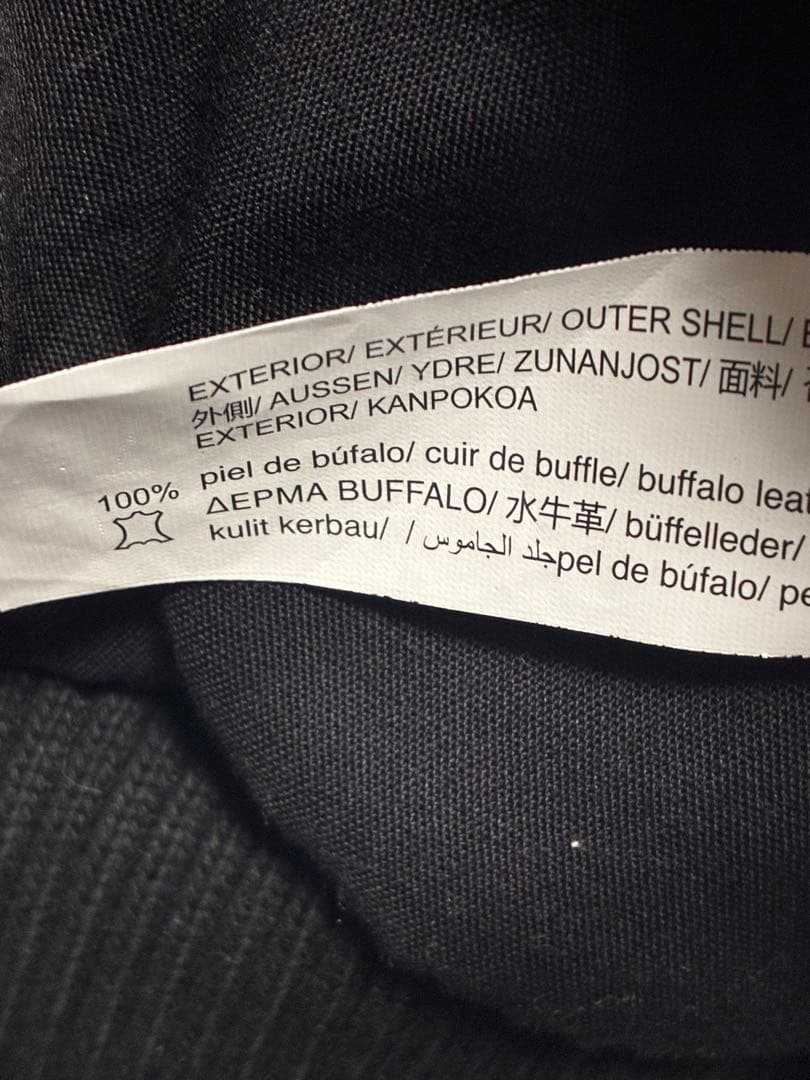 EXTERIOR/ EXTÉRIEUR/ OUTER SHELL/
外側/ AUSSEN/ YDRE/ ZUNANJOST/ 面料/
EXTERIOR/ KANPOKOA
100% piel de búfalo/ cuir de buffle/ buffalo
ΔΕΡΜΑ BUFFALO/ 水牛革/ büffelleder/
kulit kerbau/ / جلد الجاموس pel de búfalo/